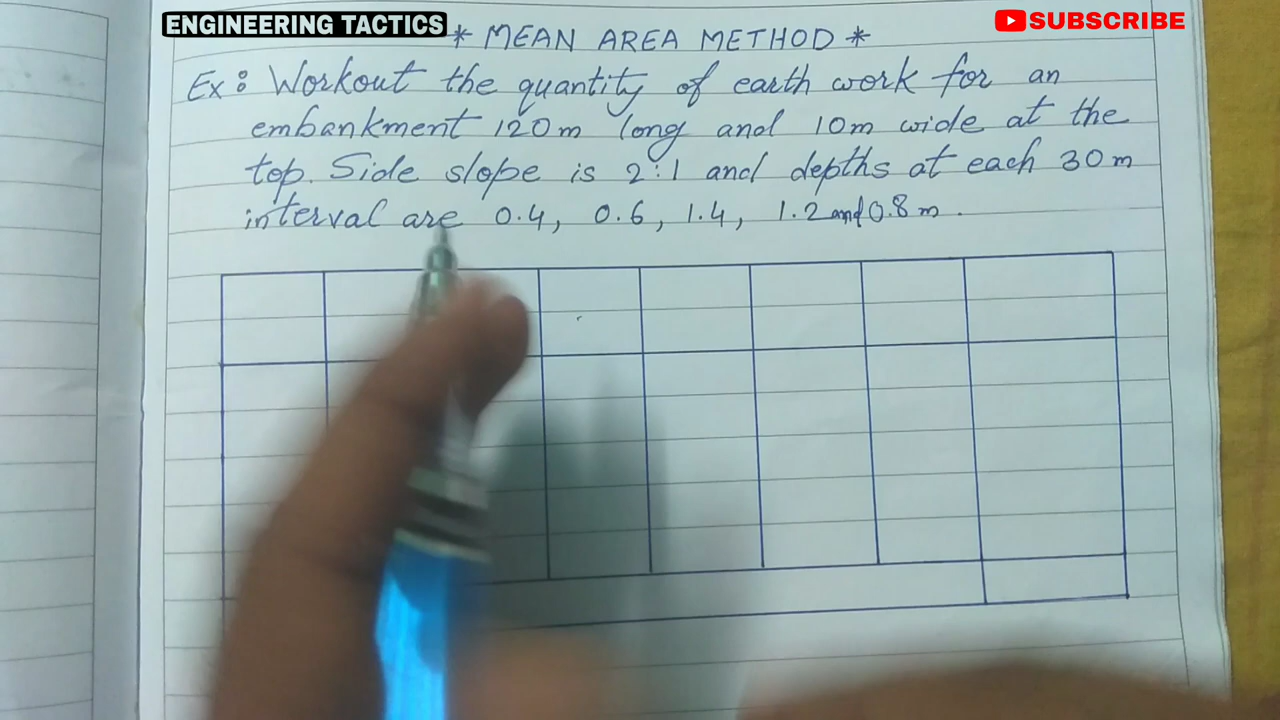 ENGINEERING TACTICS
SUBSCRIBE
* MEAN AREA METHOD *
Ex: Workout the quantity of earth work for an
embankment 120m long and 10m wide at the
top. Side slope is 2:1 and depths at each 30m
interval are 0.4, 0.6, 1.4, 1.2 and 0.8m.